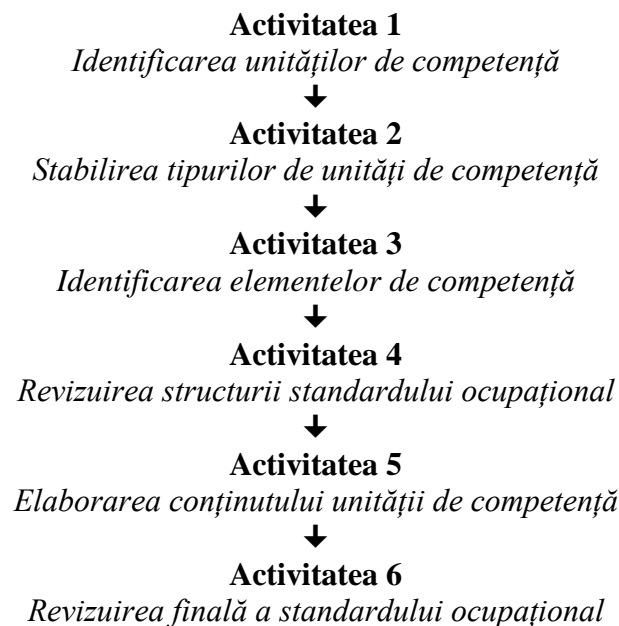 Activitatea 1
Identificarea unităților de competență
Activitatea 2
Stabilirea tipurilor de unități de competență
Activitatea 3
Identificarea elementelor de competență
Activitatea 4
Revizuirea structurii standardului ocupațional
Activitatea 5
Elaborarea conținutului unității de competență
Activitatea 6
Revizuirea finală a standardului ocupațional